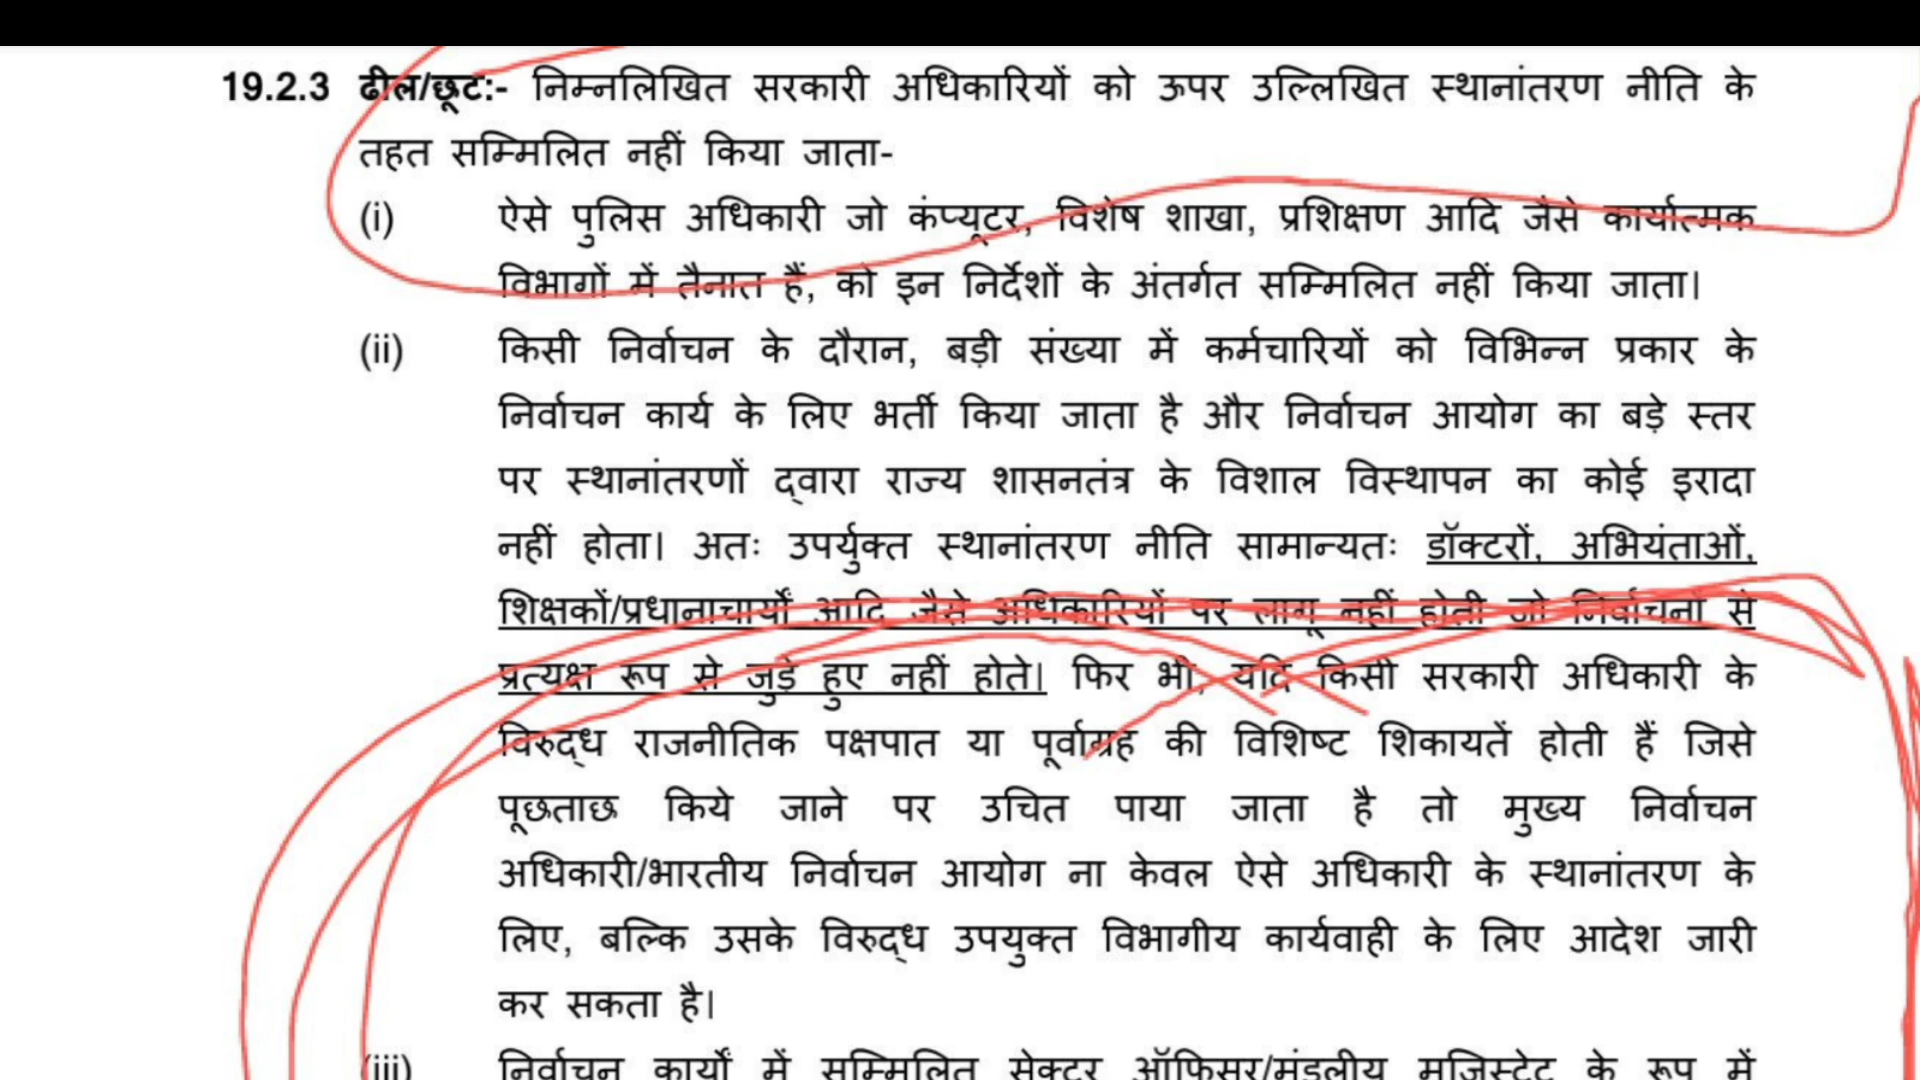 19.2.3 ढील/छूट:- निम्नलिखित सरकारी अधिकारियों को ऊपर उल्लिखित स्थानांतरण नीति के
तहत सम्मिलित नहीं किया जाता-
(i) ऐसे पुलिस अधिकारी जो कंप्यूटर, विशेष शाखा, प्रशिक्षण आदि जैसे कार्यात्मक
विभागों में तैनात हैं, को इन निर्देशों के अंतर्गत सम्मिलित नहीं किया जाता।
(ii) किसी निर्वाचन के दौरान, बड़ी संख्या में कर्मचारियों को विभिन्न प्रकार के
निर्वाचन कार्य के लिए भर्ती किया जाता है और निर्वाचन आयोग का बड़े स्तर
पर स्थानांतरणों द्वारा राज्य शासनतंत्र के विशाल विस्थापन का कोई इरादा
नहीं होता। अतः उपर्युक्त स्थानांतरण नीति सामान्यतः डॉक्टरों, अभियंताओं,
शिक्षकों/प्रधानाचार्यों आदि जैसे अधिकारियों पर लागू नहीं होती जो निर्वाचनों से
प्रत्यक्ष रूप से जुड़े हुए नहीं होते। फिर भी, यदि किसी सरकारी अधिकारी के
विरुद्ध राजनीतिक पक्षपात या पूर्वाग्रह की विशिष्ट शिकायतें होती हैं जिसे
पूछताछ किये जाने पर उचित पाया जाता है तो मुख्य निर्वाचन
अधिकारी/भारतीय निर्वाचन आयोग ना केवल ऐसे अधिकारी के स्थानांतरण के
लिए, बल्कि उसके विरुद्ध उपयुक्त विभागीय कार्यवाही के लिए आदेश जारी
कर सकता है।
(iii) निर्वाचन कार्यों में सम्मिलित सेक्टर ऑफिसर/मंडलीय मजिस्ट्रेट के रूप में